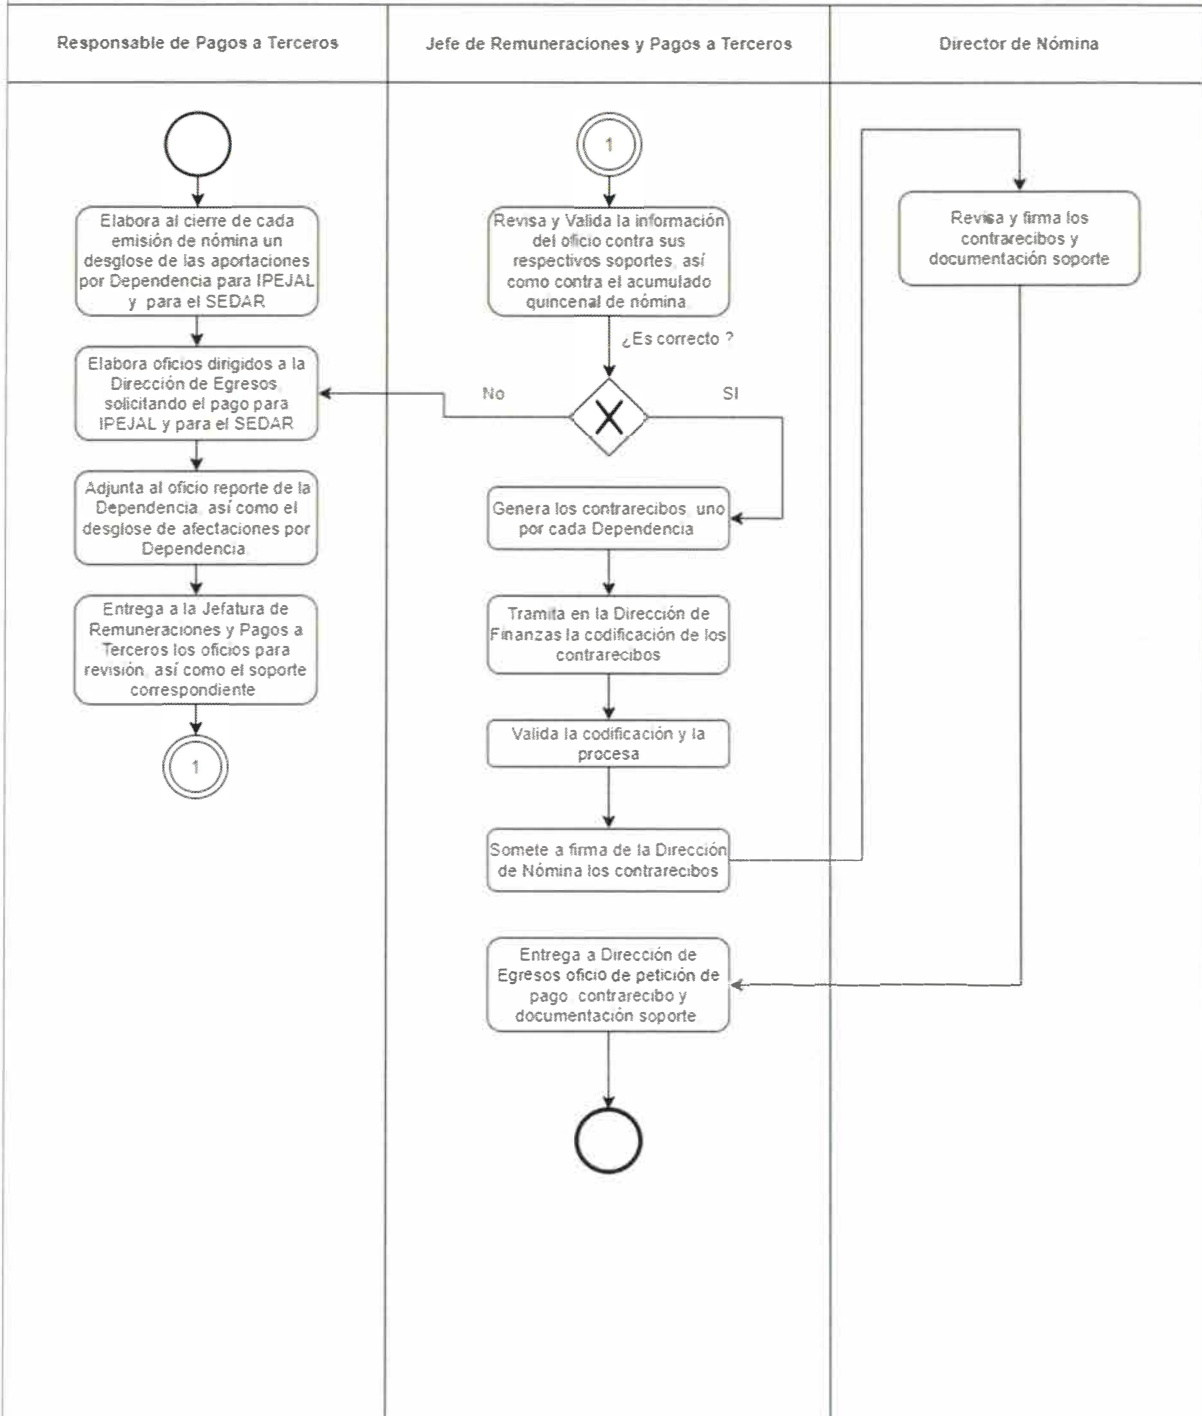 Responsable de Pagos a Terceros
Jefe de Remuneraciones y Pagos a Terceros
Director de Nómina
Elabora al cierre de cada
emisión de nómina un
desglose de las aportaciones
por Dependencia para IPEJAL
y para el SEDAR
Elabora oficios dirigidos a la
Dirección de Egresos,
solicitando el pago para
IPEJAL y para el SEDAR
Adjunta al oficio reporte de la
Dependencia, así como el
desglose de afectaciones por
Dependencia.
Entrega a la Jefatura de
Remuneraciones y Pagos a
Terceros los oficios para
revisión, así como el soporte
correspondiente
1
1
Revisa y Valida la información
del oficio contra sus
respectivos soportes, así
como contra el acumulado
quincenal de nómina.
¿Es correcto ?
No
SI
Genera los contrarecibos, uno
por cada Dependencia
Tramita en la Dirección de
Finanzas la codificación de los
contrarecibos
Valida la codificación y la
procesa
Somete a firma de la Dirección
de Nómina los contrarecibos
Entrega a Dirección de
Egresos oficio de petición de
pago, contrarecibo y
documentación soporte
Revisa y firma los
contrarecibos y
documentación soporte